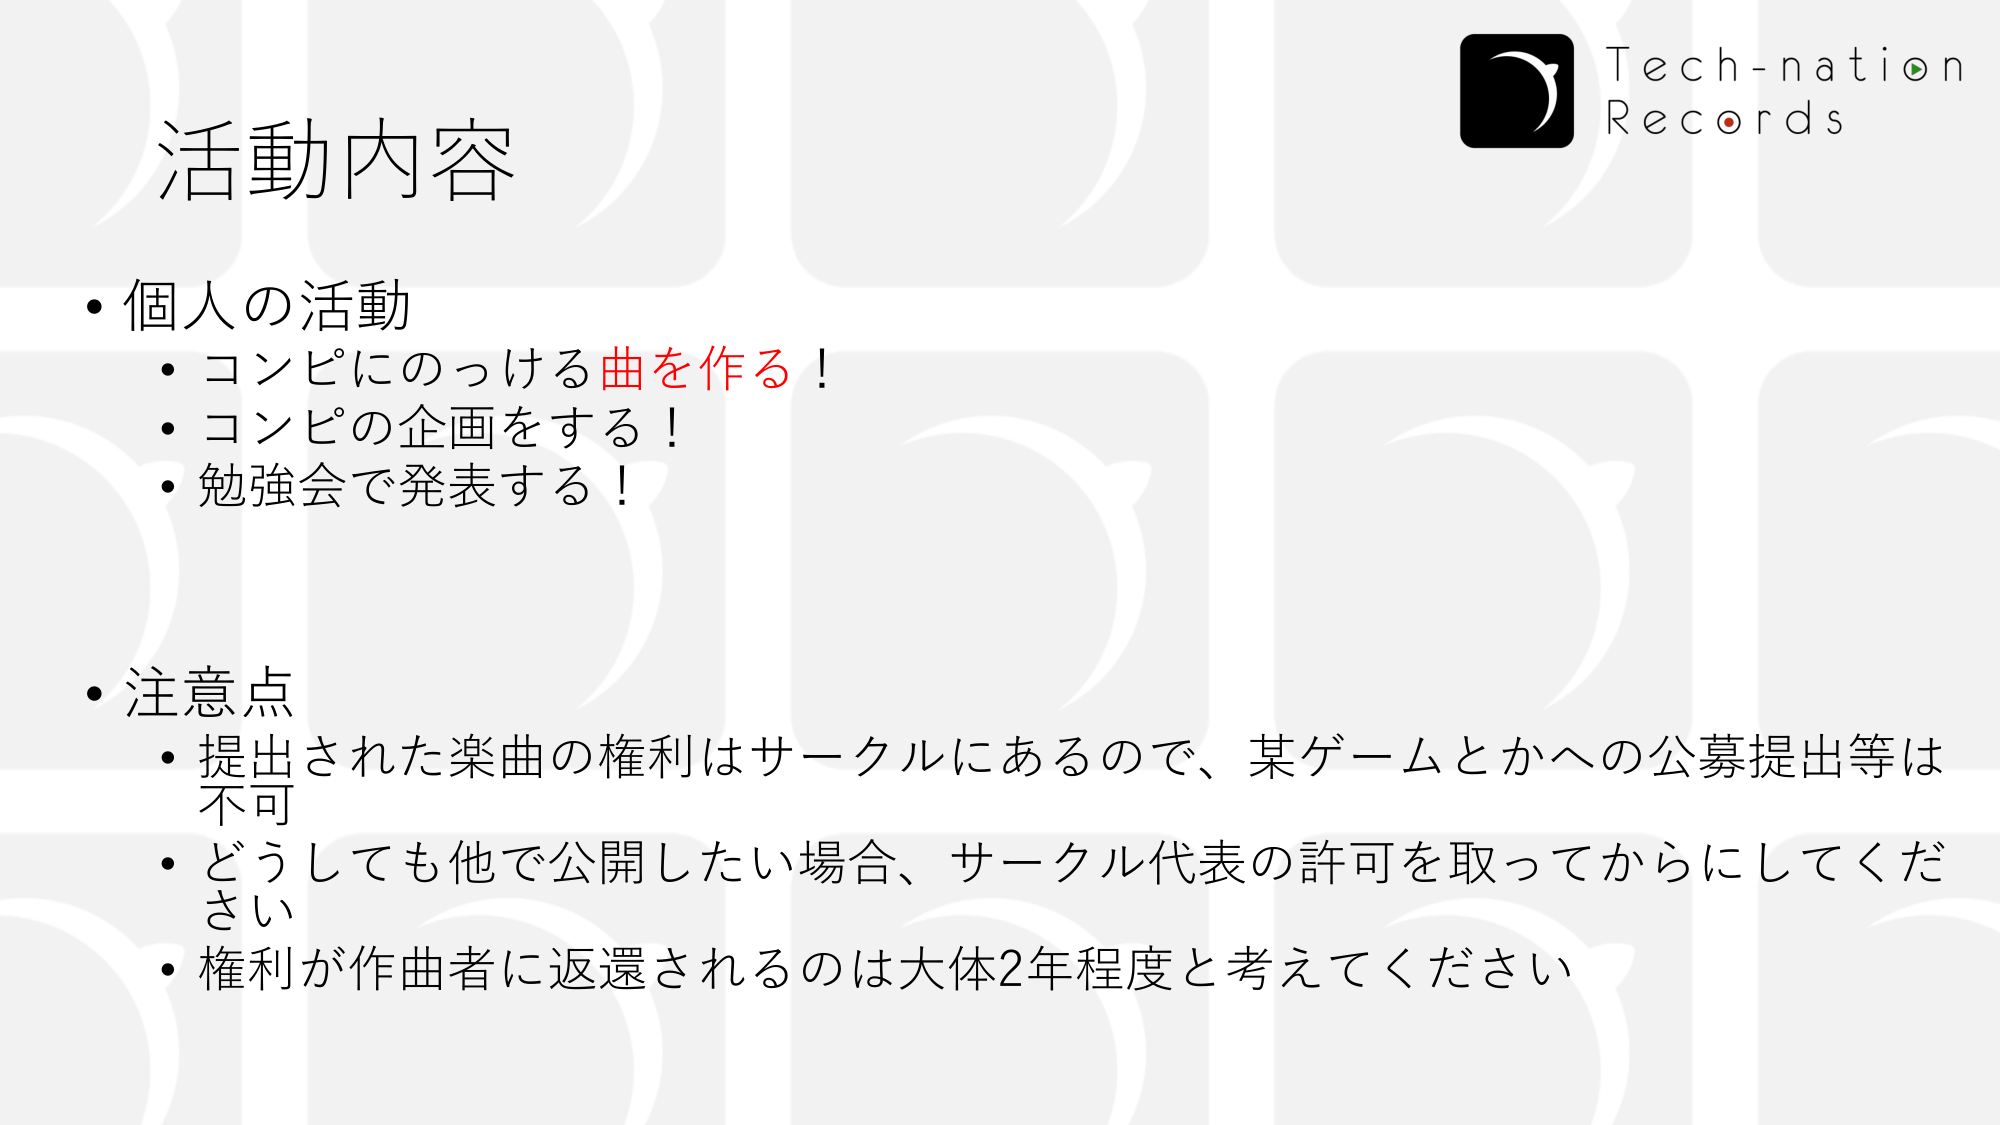 Tech-nation
Records
活動内容
• 個人の活動
• コンピにのっける曲を作る！
• コンピの企画をする！
• 勉強会で発表する！
• 注意点
• 提出された楽曲の権利はサークルにあるので、某ゲームとかへの公募提出等は
不可
• どうしても他で公開したい場合、サークル代表の許可を取ってからにしてくだ
さい
• 権利が作曲者に返還されるのは大体2年程度と考えてください